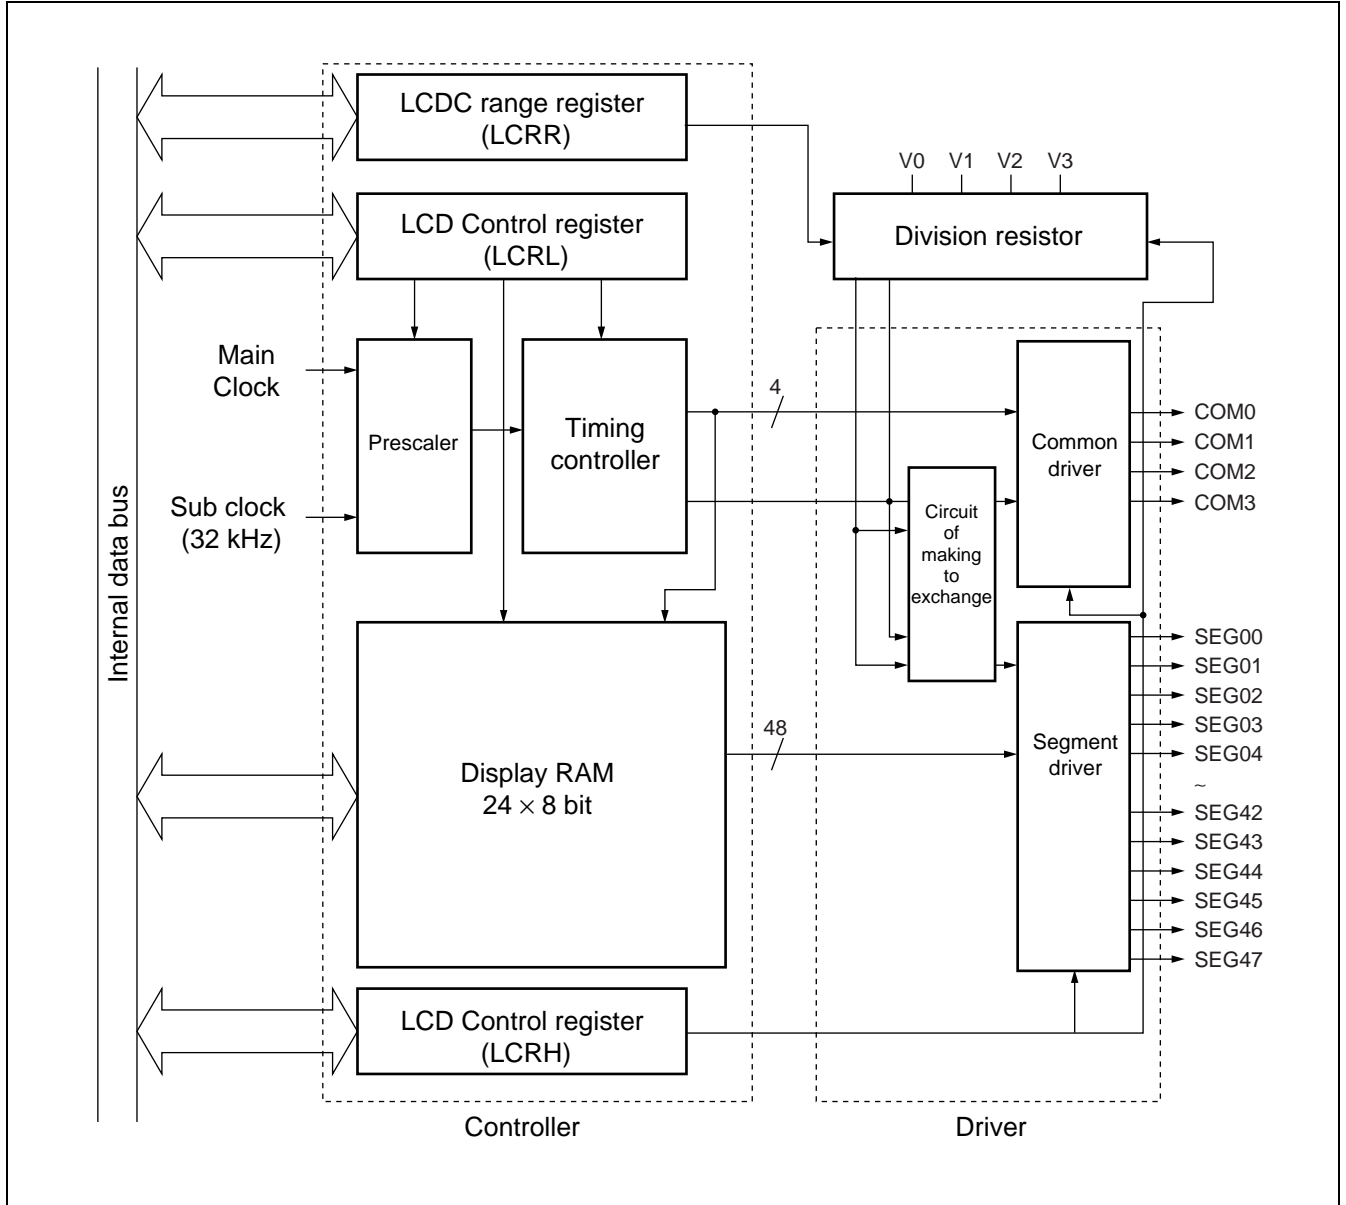 LCDC range register
(LCRR)
V0 V1 V2 V3
LCD Control register
(LCRL)
Division resistor
Main
Clock
Prescaler
Timing
controller
4
Common
driver
COM0
COM1
COM2
COM3
Sub clock
(32 kHz)
Circuit
of
making
to
exchange
Internal data bus
Display RAM
24 × 8 bit
48
Segment
driver
SEG00
SEG01
SEG02
SEG03
SEG04
~
SEG42
SEG43
SEG44
SEG45
SEG46
SEG47
LCD Control register
(LCRH)
Controller
Driver